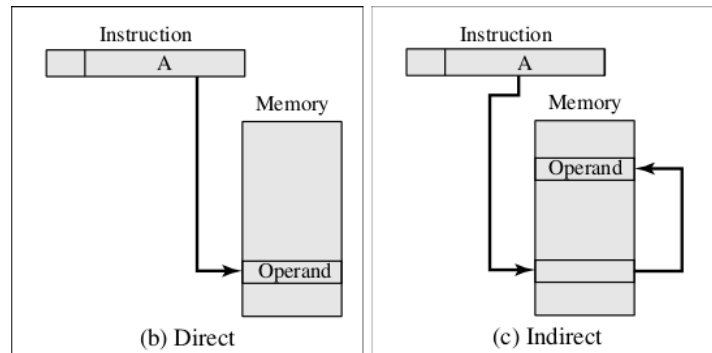 Instruction
A
Memory
Operand
(b) Direct
Instruction
A
Memory
Operand
(c) Indirect